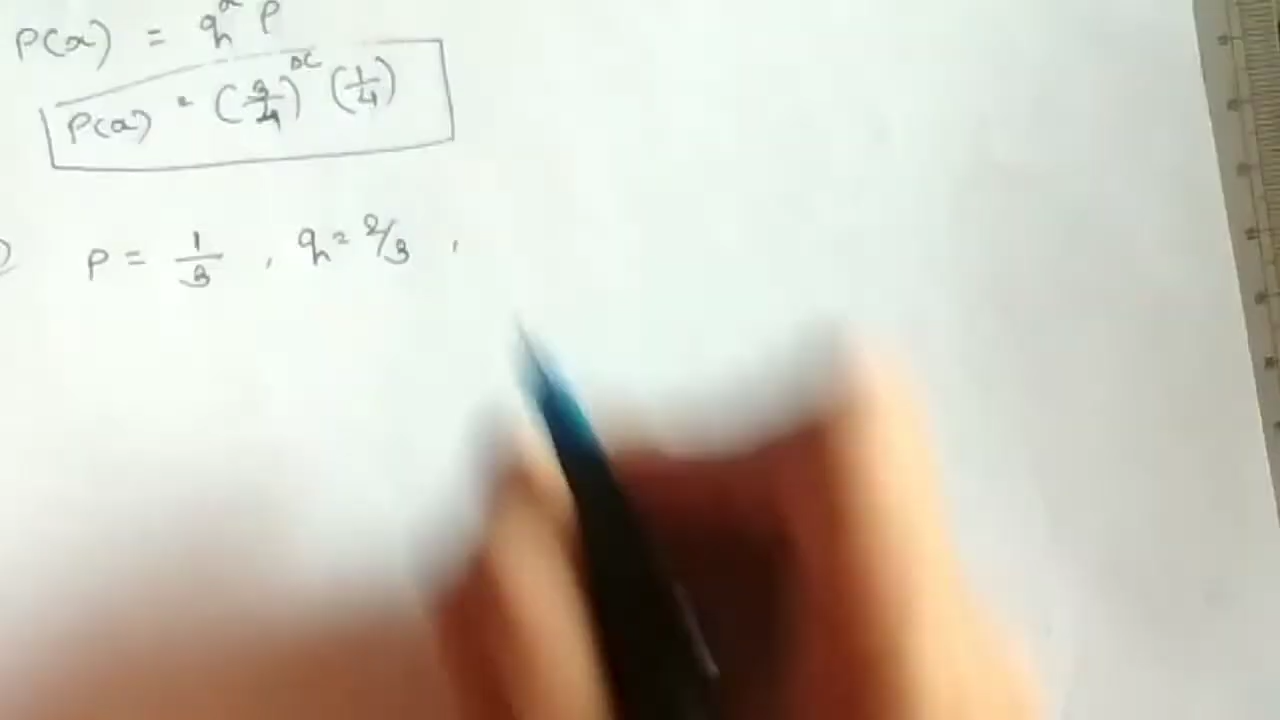 P(x) = q^x p
P(x) = (3/4)^x (1/4)
) P = 1/3 , q = 2/3 ,